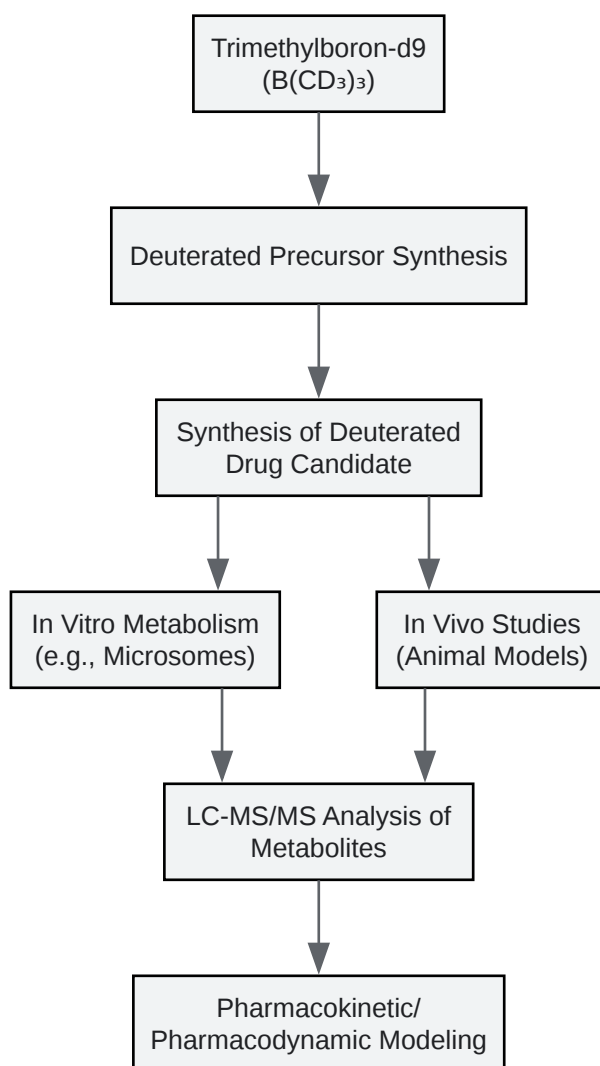 Trimethylboron-d9
(B(CD₃)₃)
Deuterated Precursor Synthesis
Synthesis of Deuterated
Drug Candidate
In Vitro Metabolism
(e.g., Microsomes)
In Vivo Studies
(Animal Models)
LC-MS/MS Analysis of
Metabolites
Pharmacokinetic/
Pharmacodynamic Modeling